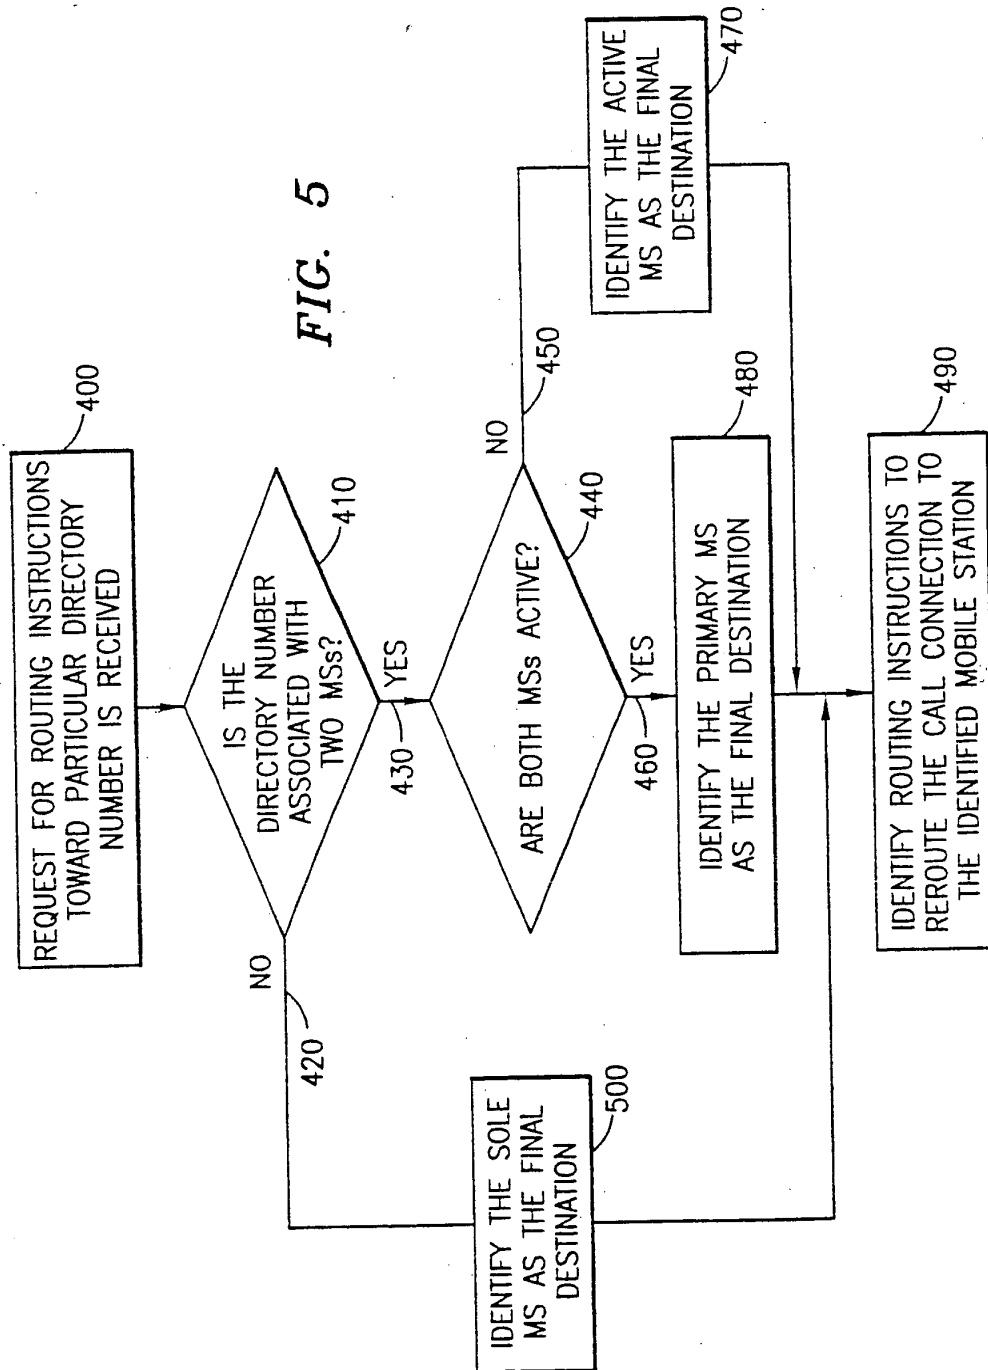 REQUEST FOR ROUTING INSTRUCTIONS
TOWARD PARTICULAR DIRECTORY
NUMBER IS RECEIVED
400
FIG. 5
IS THE
DIRECTORY NUMBER
ASSOCIATED WITH
TWO MSs?
410
NO
420
YES
430
ARE BOTH MSs ACTIVE?
440
NO
450
YES
460
IDENTIFY THE SOLE
MS AS THE FINAL
DESTINATION
500
IDENTIFY THE PRIMARY MS
AS THE FINAL DESTINATION
480
IDENTIFY THE ACTIVE
MS AS THE FINAL
DESTINATION
470
IDENTIFY ROUTING INSTRUCTIONS TO
REROUTE THE CALL CONNECTION TO
THE IDENTIFIED MOBILE STATION
490